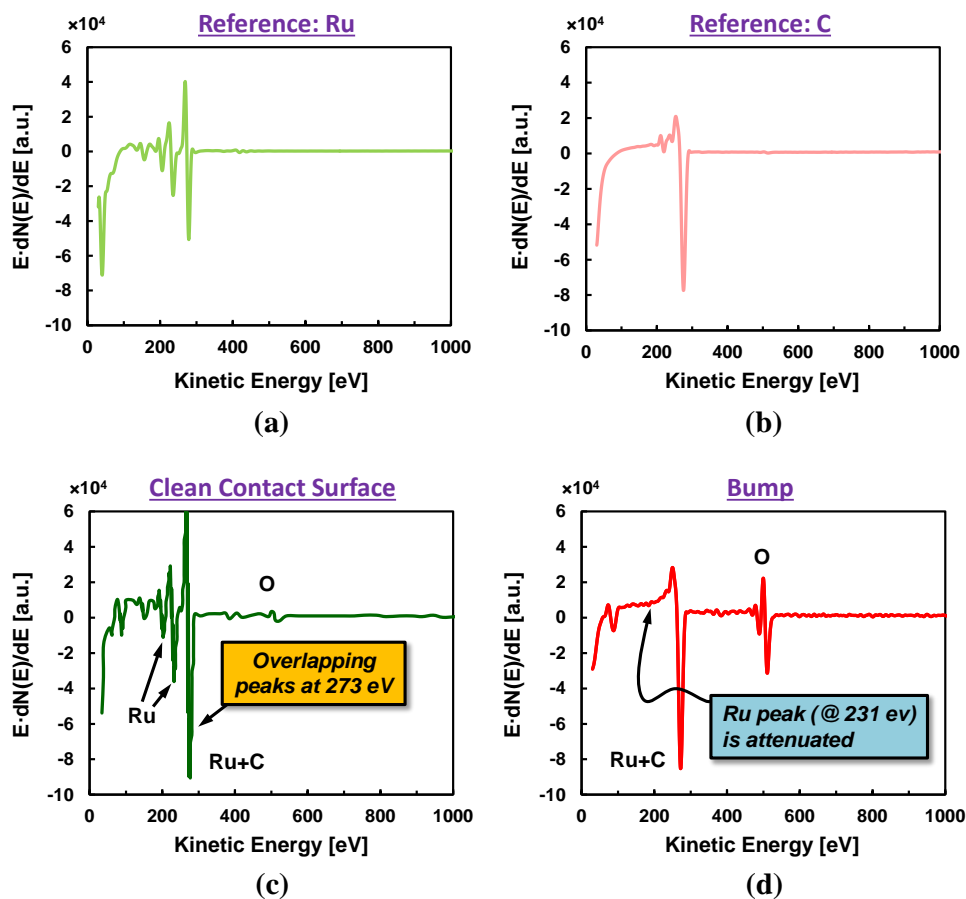 Reference: Ru
×10⁴
6
4
2
0
-2
-4
-6
-8
-10
E·dN(E)/dE [a.u.]
0 200 400 600 800 1000
Kinetic Energy [eV]
(a)
Reference: C
×10⁴
6
4
2
0
-2
-4
-6
-8
-10
E·dN(E)/dE [a.u.]
0 200 400 600 800 1000
Kinetic Energy [eV]
(b)
Clean Contact Surface
×10⁴
6
4
2
0
-2
-4
-6
-8
-10
E·dN(E)/dE [a.u.]
O
Ru
Overlapping
peaks at 273 eV
Ru+C
0 200 400 600 800 1000
Kinetic Energy [eV]
(c)
Bump
×10⁴
6
4
2
0
-2
-4
-6
-8
-10
E·dN(E)/dE [a.u.]
O
Ru peak (@ 231 ev)
is attenuated
Ru+C
0 200 400 600 800 1000
Kinetic Energy [eV]
(d)